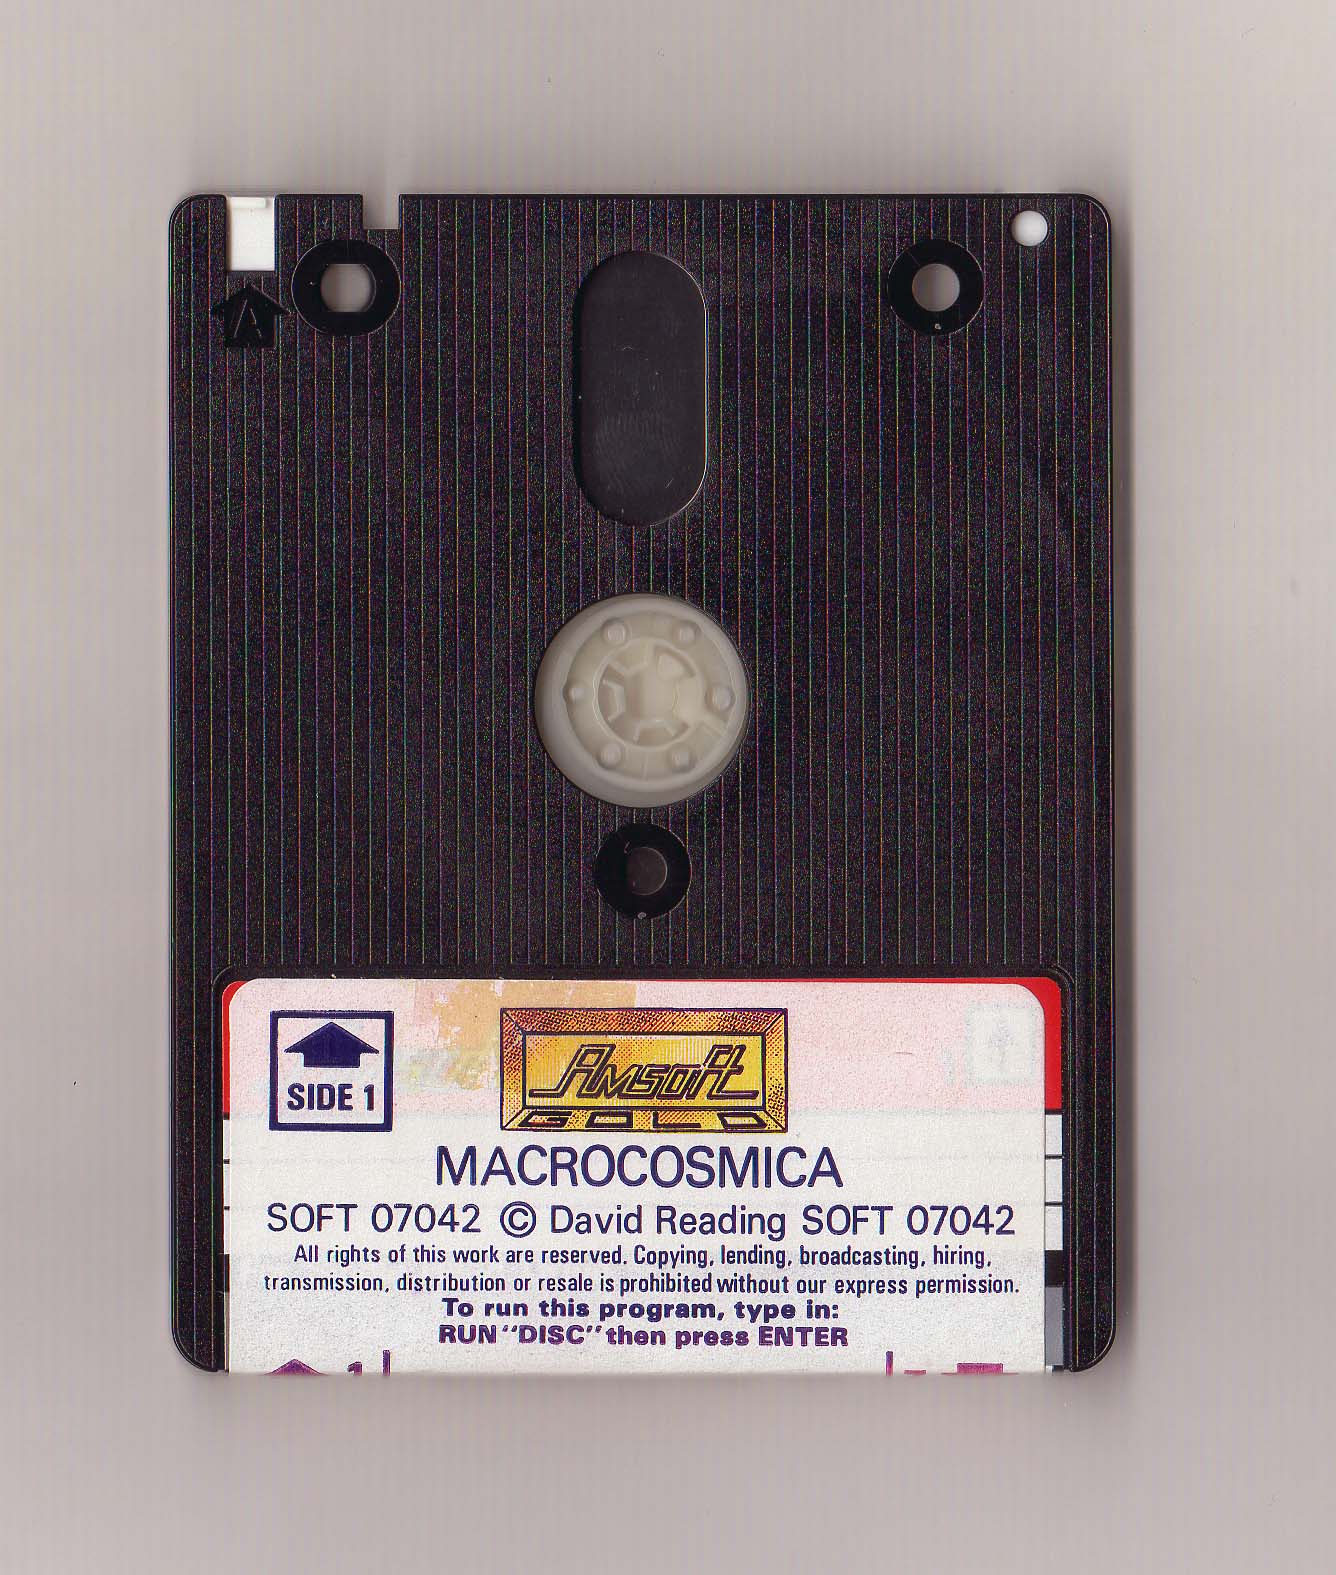 A
SIDE 1
Amsoft
GOLD
MACROCOSMICA
SOFT 07042 © David Reading SOFT 07042
All rights of this work are reserved. Copying, lending, broadcasting, hiring,
transmission, distribution or resale is prohibited without our express permission.
To run this program, type in:
RUN "DISC" then press ENTER
1